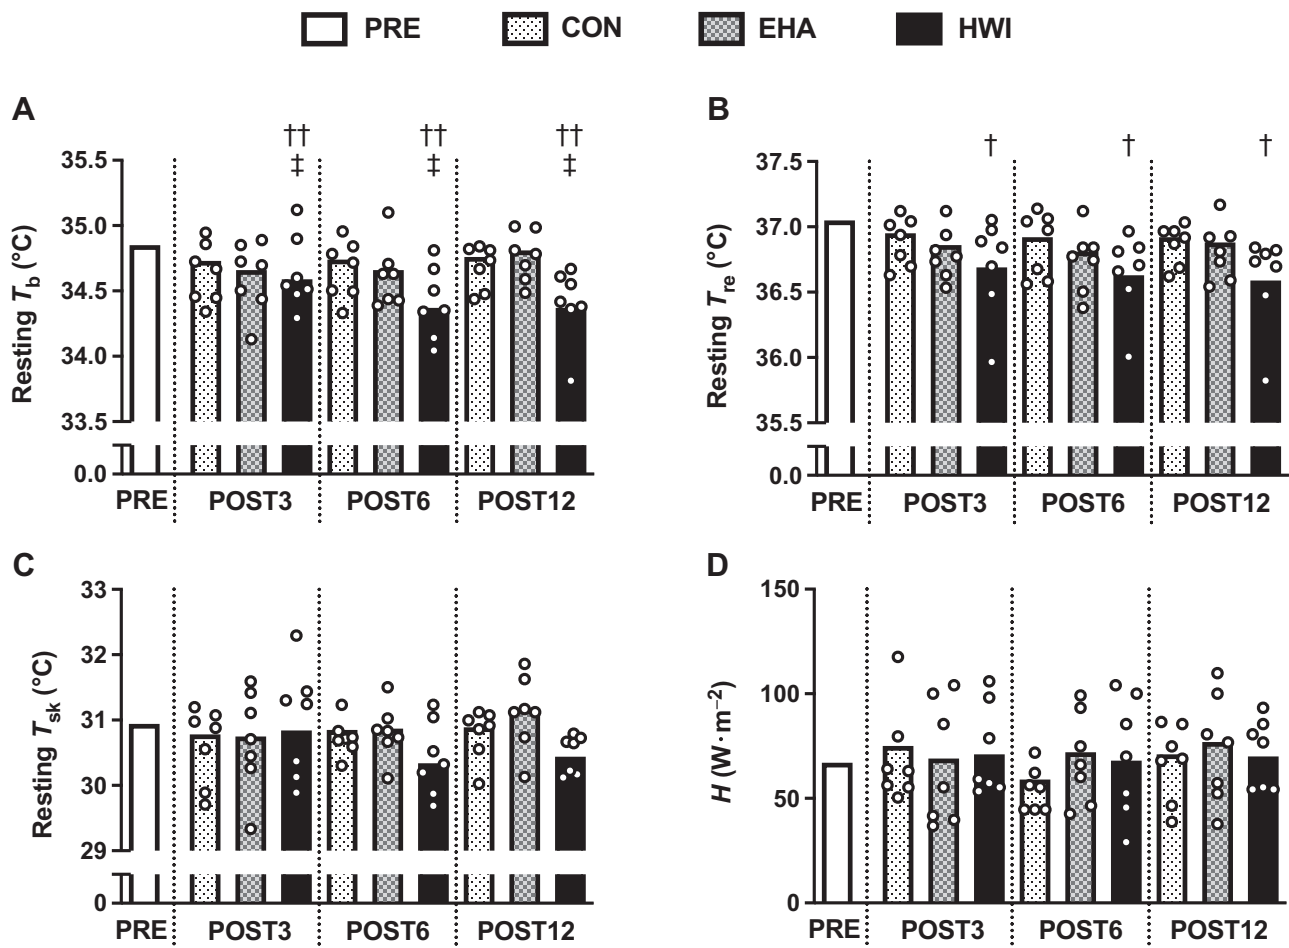 PRE CON EHA HWI
A
†† †† ††
‡ ‡ ‡
Resting Tb (°C)
35.5
35.0
34.5
34.0
33.5
0.0
PRE POST3 POST6 POST12
B
† † †
Resting Tre (°C)
37.5
37.0
36.5
36.0
35.5
0.0
PRE POST3 POST6 POST12
C
Resting Tsk (°C)
33
32
31
30
29
0
PRE POST3 POST6 POST12
D
H (W·m−2)
150
100
50
0
PRE POST3 POST6 POST12